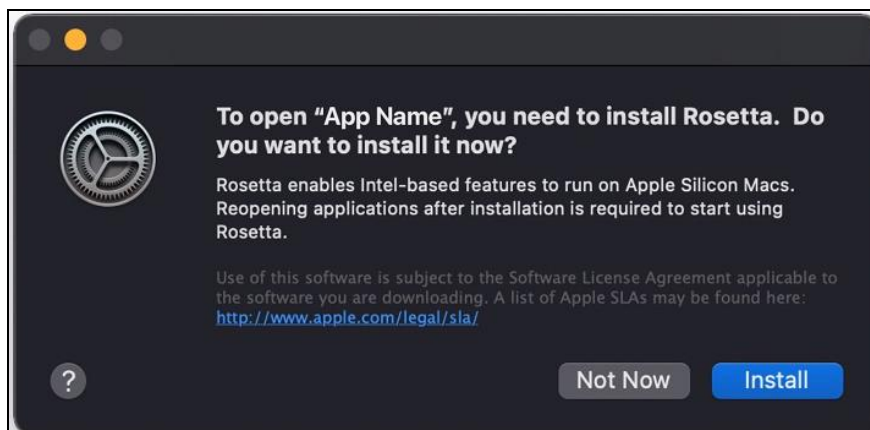 To open “App Name”, you need to install Rosetta. Do
you want to install it now?
Rosetta enables Intel-based features to run on Apple Silicon Macs.
Reopening applications after installation is required to start using
Rosetta.
Use of this software is subject to the Software License Agreement applicable to
the software you are downloading. A list of Apple SLAs may be found here:
http://www.apple.com/legal/sla/
?
Not Now
Install